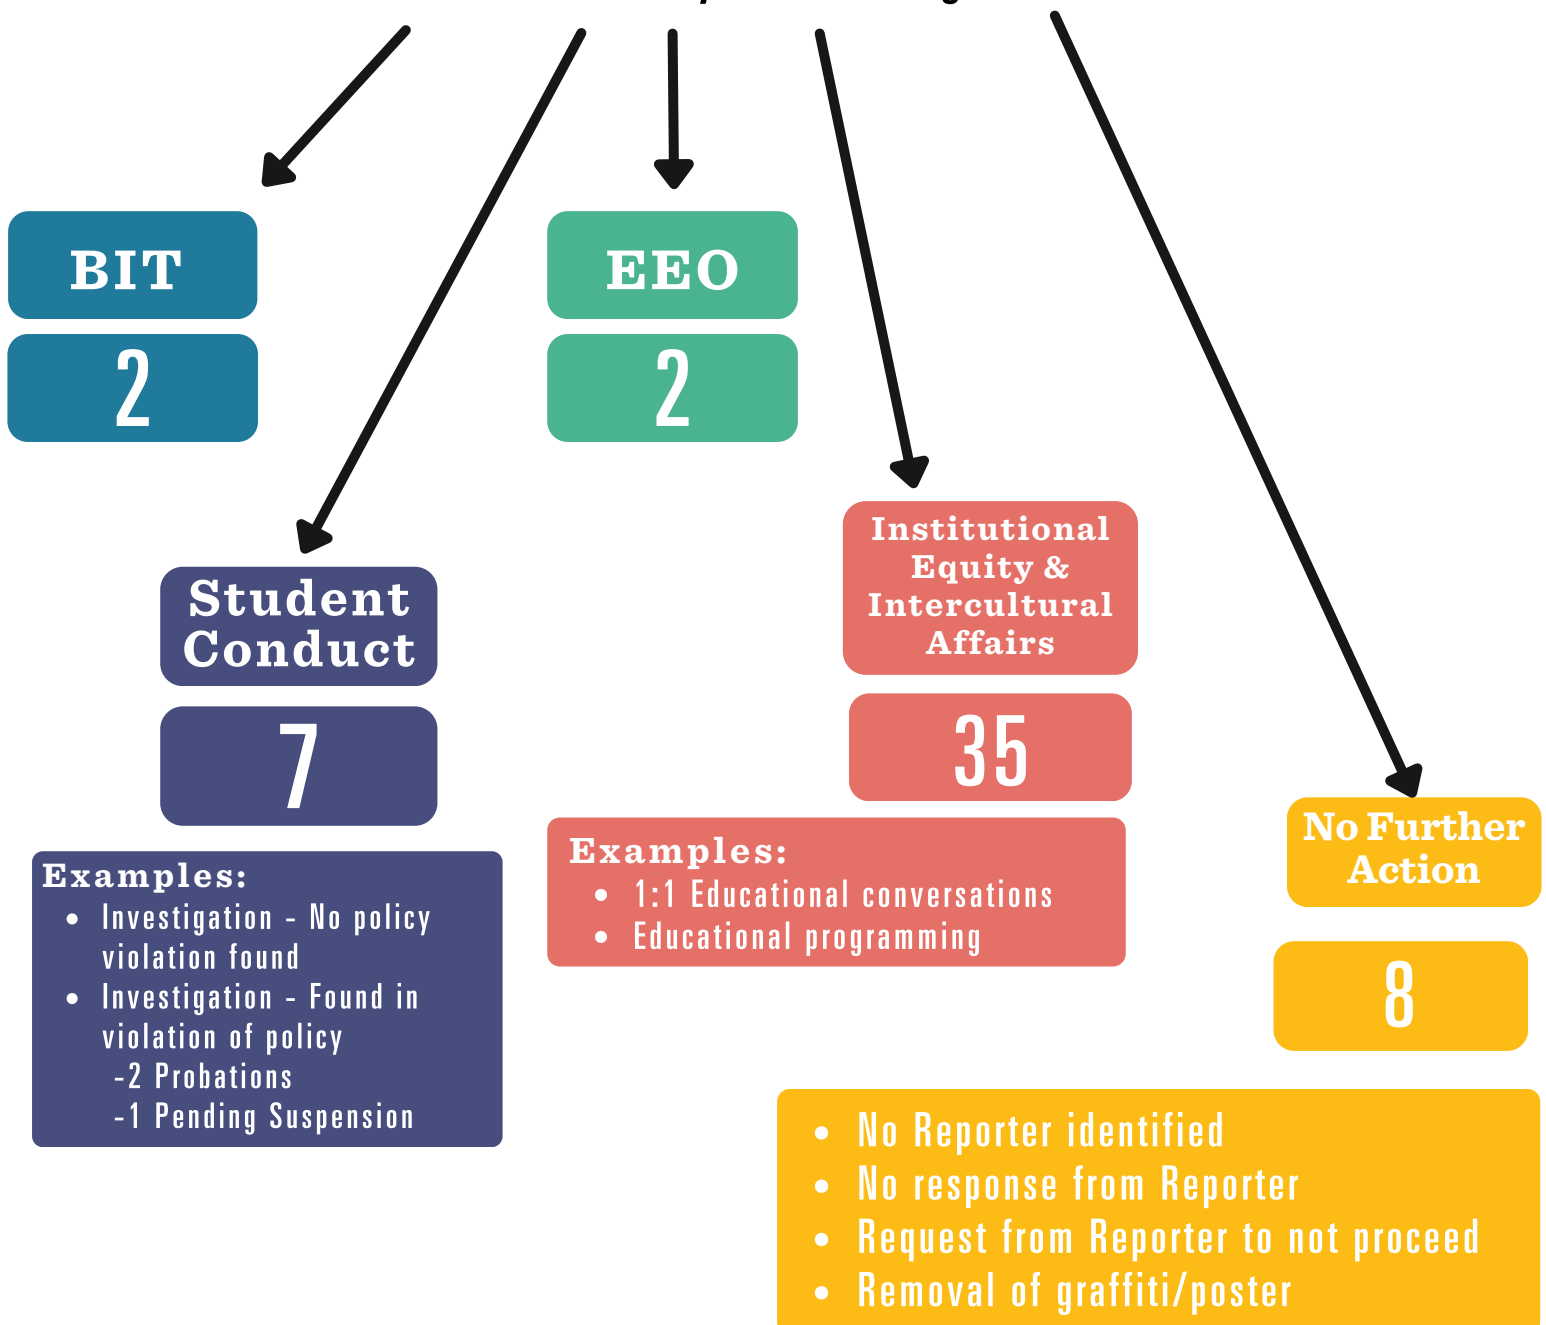 BIT
2
EEO
2
Institutional
Equity &
Intercultural
Affairs
35
Student
Conduct
7
Examples:
• 1:1 Educational conversations
• Educational programming
No Further
Action
8
Examples:
• Investigation - No policy
violation found
• Investigation - Found in
violation of policy
-2 Probations
-1 Pending Suspension
• No Reporter identified
• No response from Reporter
• Request from Reporter to not proceed
• Removal of graffiti/poster